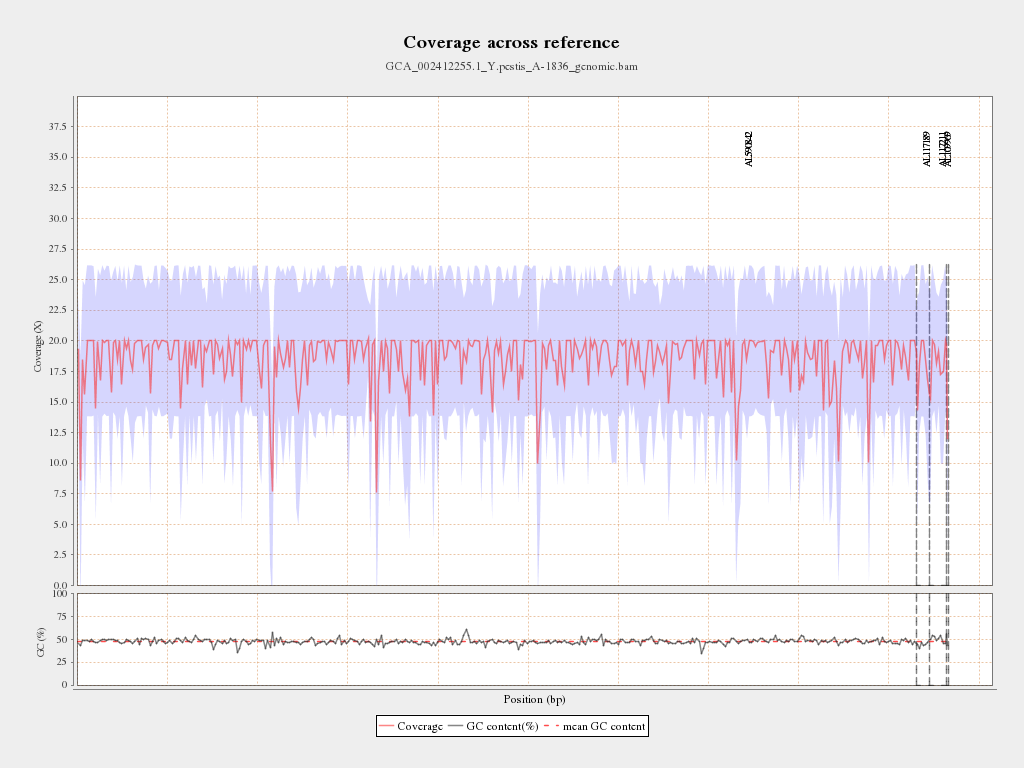 Coverage across reference
GCA_002412255.1_Y.pestis_A-1836_genomic.bam
37.5
35.0
32.5
30.0
27.5
25.0
22.5
20.0
17.5
15.0
12.5
10.0
7.5
5.0
2.5
0.0
Coverage (X)
AL590842
AL117189
AL117211
AL109969
100
75
50
25
0
GC (%)
Position (bp)
Coverage GC content(%) mean GC content